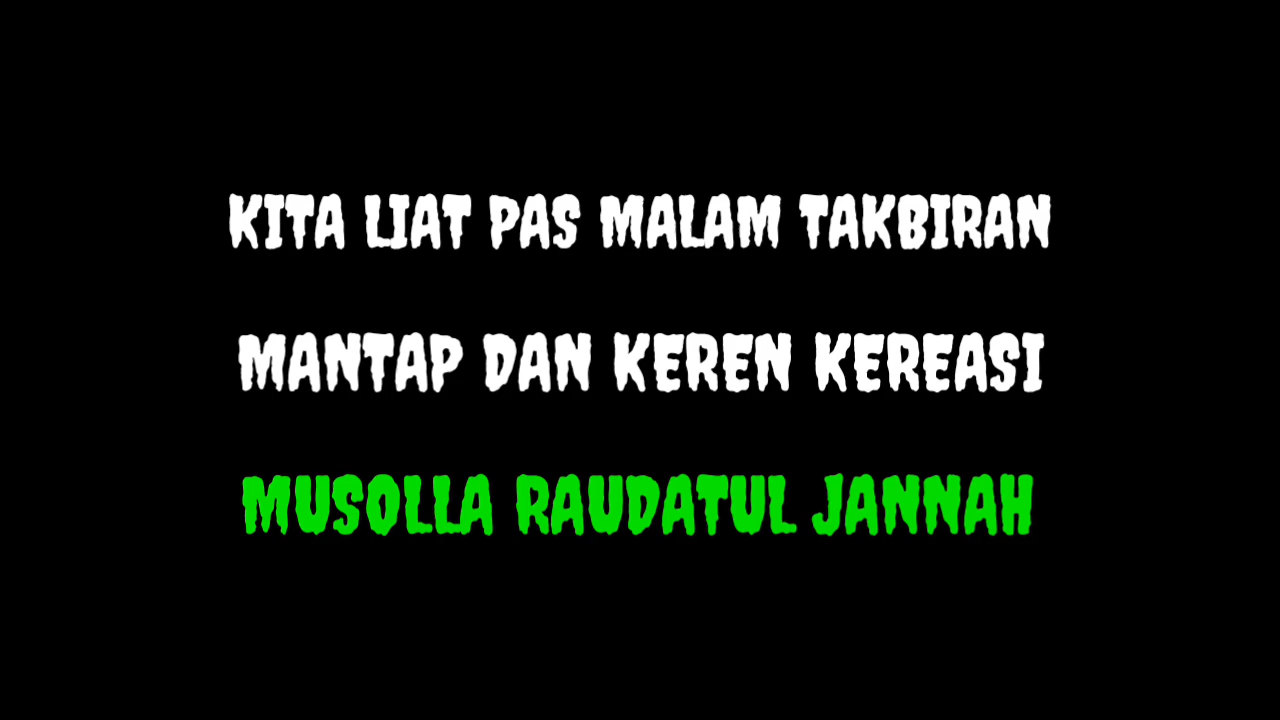 KITA LIAT PAS MALAM TAKBIRAN
MANTAP DAN KEREN KEREASI
MUSOLLA RAUDATUL JANNAH